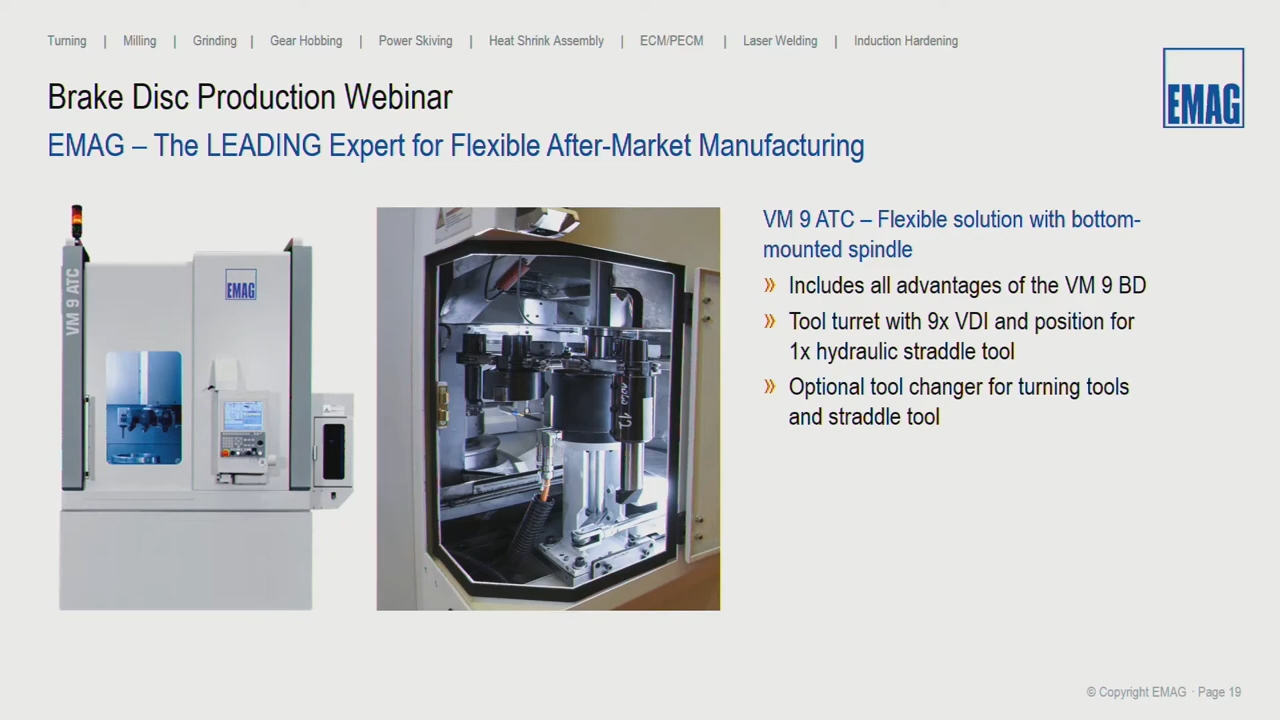 Turning | Milling | Grinding | Gear Hobbing | Power Skiving | Heat Shrink Assembly | ECM/PECM | Laser Welding | Induction Hardening
EMAG
Brake Disc Production Webinar
EMAG – The LEADING Expert for Flexible After-Market Manufacturing
VM 9 ATC
EMAG
VM 9 ATC – Flexible solution with bottom-
mounted spindle
» Includes all advantages of the VM 9 BD
» Tool turret with 9x VDI and position for
1x hydraulic straddle tool
» Optional tool changer for turning tools
and straddle tool
© Copyright EMAG · Page 19